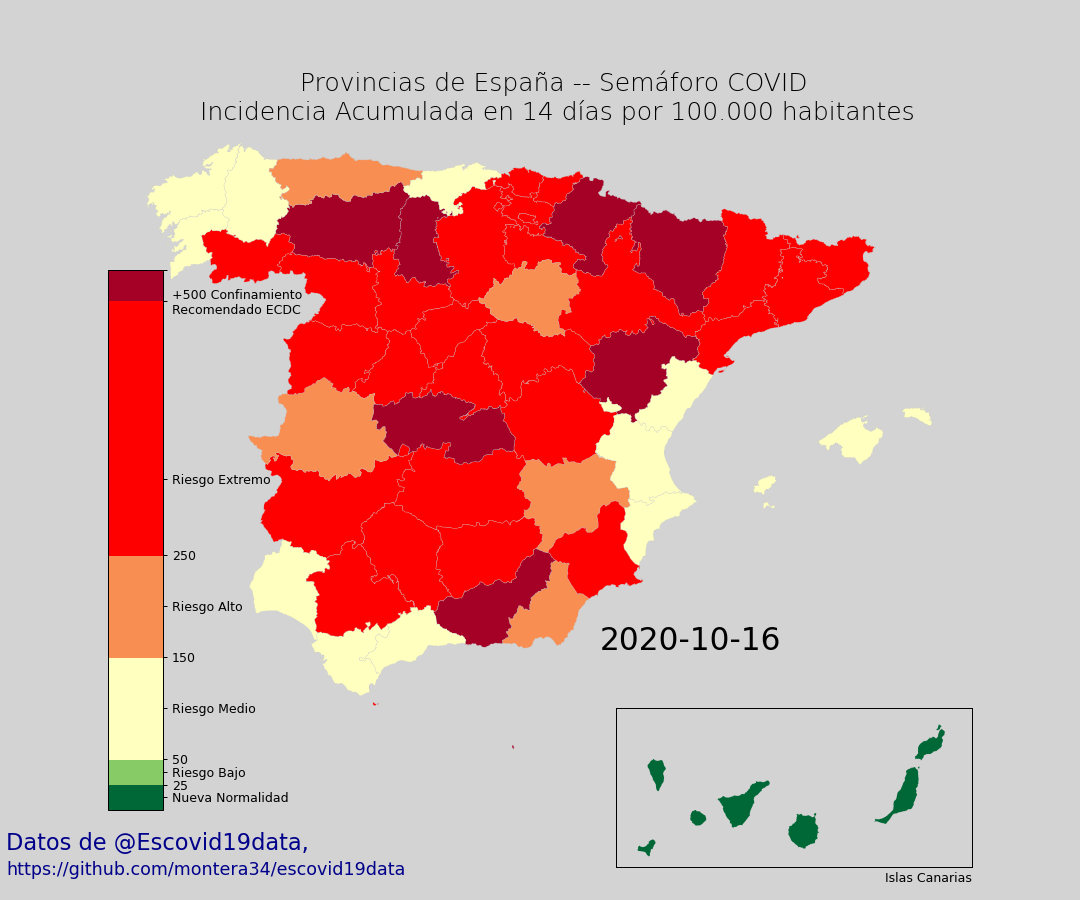 Provincias de España -- Semáforo COVID
Incidencia Acumulada en 14 días por 100.000 habitantes
+500 Confinamiento
Recomendado ECDC
Riesgo Extremo
250
Riesgo Alto
150
Riesgo Medio
50
Riesgo Bajo
25
Nueva Normalidad
2020-10-16
Islas Canarias
Datos de @Escovid19data,
https://github.com/montera34/escovid19data